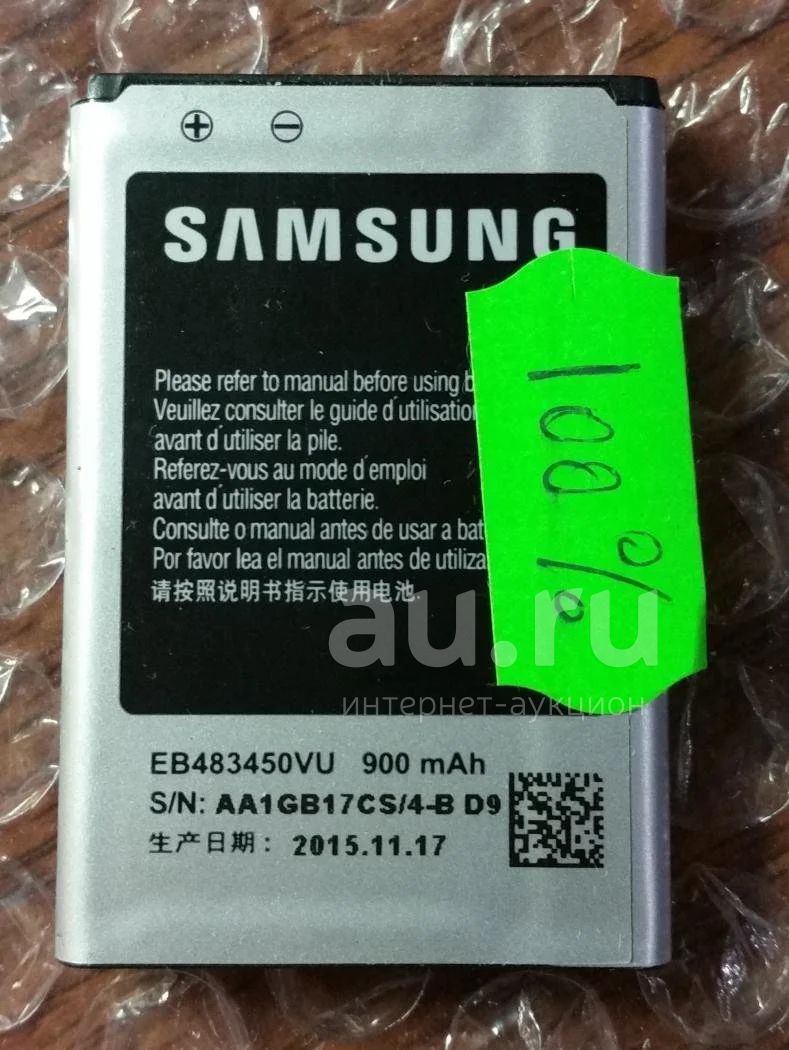 + −
SAMSUNG
Please refer to manual before using b
Veuillez consulter le guide d'utilisation
avant d'utiliser la pile.
Referez-vous au mode d'emploi
avant d'utiliser la batterie.
Consulte o manual antes de usar a bat
Por favor lea el manual antes de utiliza
请按照说明书指示使用电池.
100%
au.ru
интернет-аукцион
EB483450VU 900 mAh
S/N: AA1GB17CS/4-B D9
生产日期： 2015.11.17